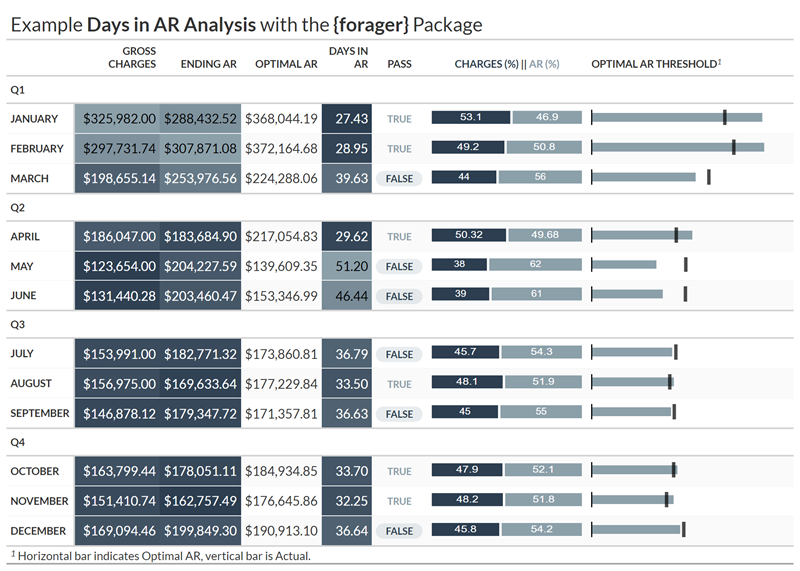 Example Days in AR Analysis with the {forager} Package
GROSS CHARGES ENDING AR OPTIMAL AR DAYS IN AR PASS CHARGES (%) || AR (%) OPTIMAL AR THRESHOLD¹
Q1
JANUARY $325,982.00 $288,432.52 $368,044.19 27.43 TRUE 53.1 46.9
FEBRUARY $297,731.74 $307,871.08 $372,164.68 28.95 TRUE 49.2 50.8
MARCH $198,655.14 $253,976.56 $224,288.06 39.63 FALSE 44 56
Q2
APRIL $186,047.00 $183,684.90 $217,054.83 29.62 TRUE 50.32 49.68
MAY $123,654.00 $204,227.59 $139,609.35 51.20 FALSE 38 62
JUNE $131,440.28 $203,460.47 $153,346.99 46.44 FALSE 39 61
Q3
JULY $153,991.00 $182,771.32 $173,860.81 36.79 FALSE 45.7 54.3
AUGUST $156,975.00 $169,633.64 $177,229.84 33.50 TRUE 48.1 51.9
SEPTEMBER $146,878.12 $179,347.72 $171,357.81 36.63 FALSE 45 55
Q4
OCTOBER $163,799.44 $178,051.11 $184,934.85 33.70 TRUE 47.9 52.1
NOVEMBER $151,410.74 $162,757.49 $176,645.86 32.25 TRUE 48.2 51.8
DECEMBER $169,094.46 $199,849.30 $190,913.10 36.64 FALSE 45.8 54.2
¹ Horizontal bar indicates Optimal AR, vertical bar is Actual.